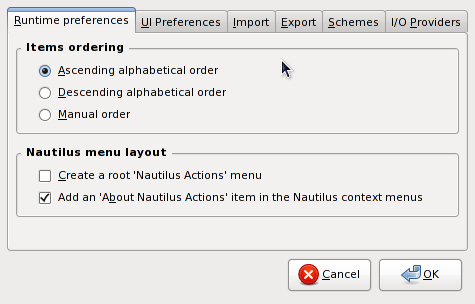 Runtime preferences
UI Preferences
Import
Export
Schemes
I/O Providers
Items ordering
Ascending alphabetical order
Descending alphabetical order
Manual order
Nautilus menu layout
Create a root 'Nautilus Actions' menu
Add an 'About Nautilus Actions' item in the Nautilus context menus
Cancel
OK